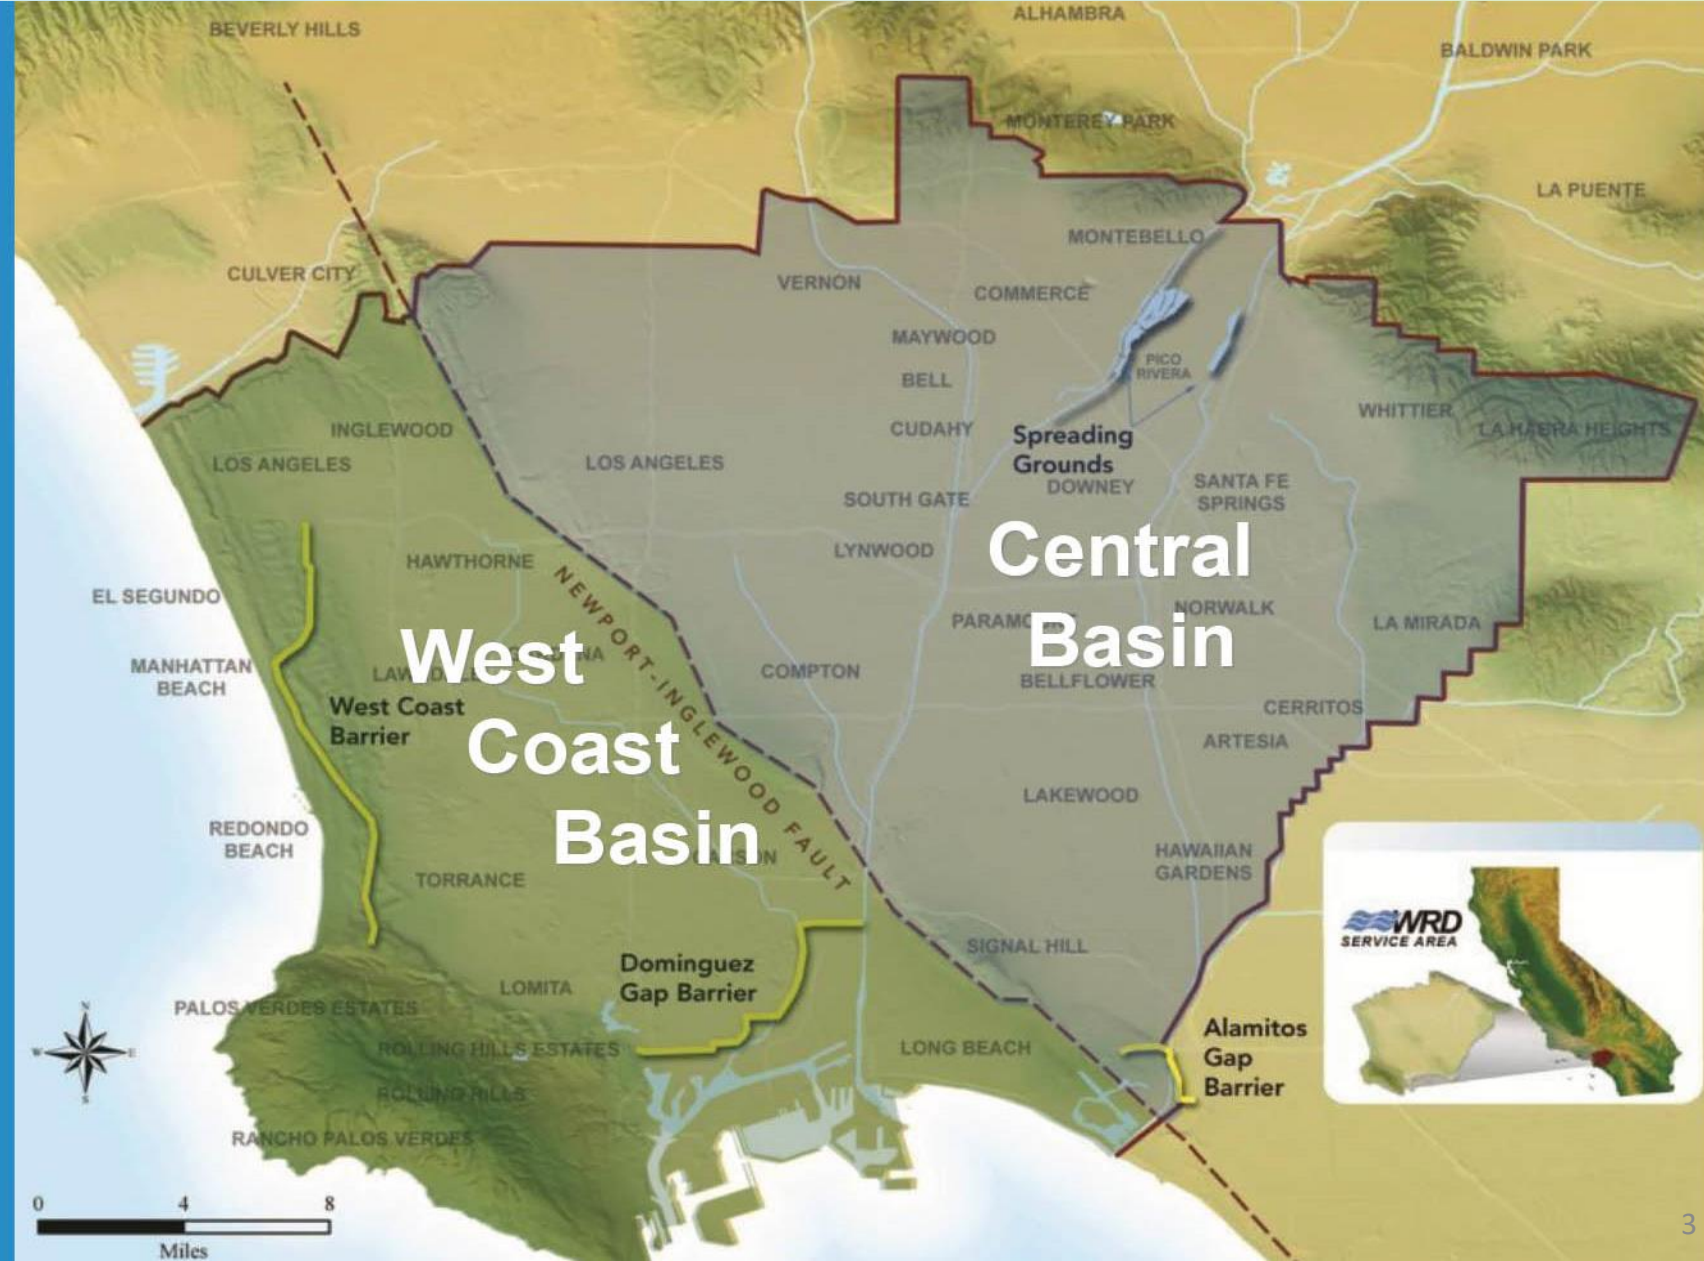 BEVERLY HILLS
ALHAMBRA
BALDWIN PARK
MONTEREY PARK
LA PUENTE
MONTEBELLO
CULVER CITY
VERNON
COMMERCE
MAYWOOD
PICO
RIVERA
BELL
WHITTIER
LA HABRA HEIGHTS
INGLEWOOD
CUDAHY
Spreading
Grounds
LOS ANGELES
LOS ANGELES
DOWNEY
SANTA FE
SPRINGS
SOUTH GATE
HAWTHORNE
LYNWOOD
Central
Basin
EL SEGUNDO
NEWPORT-INGLEWOOD FAULT
NORWALK
LA MIRADA
MANHATTAN
BEACH
West
Coast
Basin
West Coast
Barrier
COMPTON
BELLFLOWER
CERRITOS
ARTESIA
LAKEWOOD
REDONDO
BEACH
HAWAIIAN
GARDENS
TORRANCE
WRD
SERVICE AREA
SIGNAL HILL
Dominguez
Gap Barrier
LOMITA
PALOS VERDES ESTATES
ROLLING HILLS ESTATES
LONG BEACH
Alamitos
Gap
Barrier
ROLLING HILLS
RANCHO PALOS VERDES
N
W
E
S
0 4 8
Miles
3